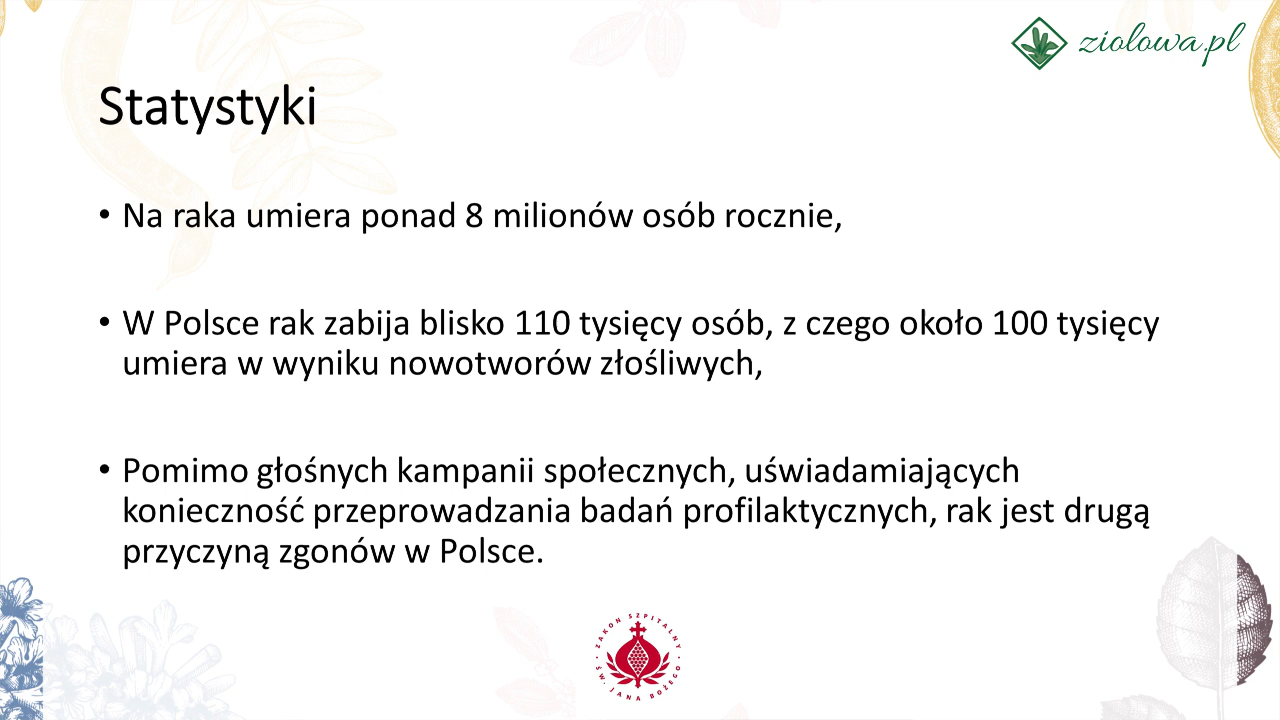 ziolowa.pl
Statystyki
• Na raka umiera ponad 8 milionów osób rocznie,
• W Polsce rak zabija blisko 110 tysięcy osób, z czego około 100 tysięcy
umiera w wyniku nowotworów złośliwych,
• Pomimo głośnych kampanii społecznych, uświadamiających
konieczność przeprowadzania badań profilaktycznych, rak jest drugą
przyczyną zgonów w Polsce.
ZAKON SZPITALNY
ŚW. JANA BOŻEGO